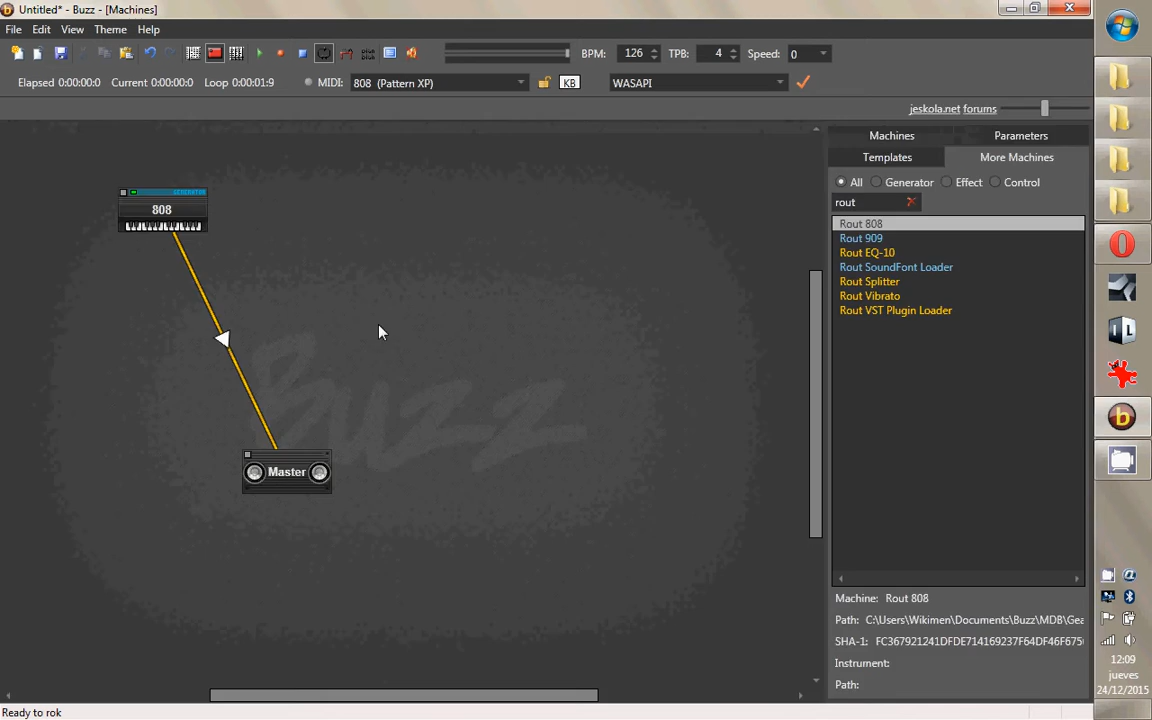 Untitled* - Buzz - [Machines]
File Edit View Theme Help
BPM: 126 TPB: 4 Speed: 0
Elapsed 0:00:00:0 Current 0:00:00:0 Loop 0:00:01:9 MIDI: 808 (Pattern XP) KB WASAPI
jeskola.net forums
Machines Parameters
Templates More Machines
All Generator Effect Control
rout
Rout 808
Rout 909
Rout EQ-10
Rout SoundFont Loader
Rout Splitter
Rout Vibrato
Rout VST Plugin Loader
GENERATOR
808
Buzz
Master
Machine: Rout 808
Path: C:\Users\Wikimen\Documents\Buzz\MDB\Gea
SHA-1: FC367921241DFDE714169237F64DF46F675
Instrument:
Path:
Ready to rok
12:09
jueves
24/12/2015